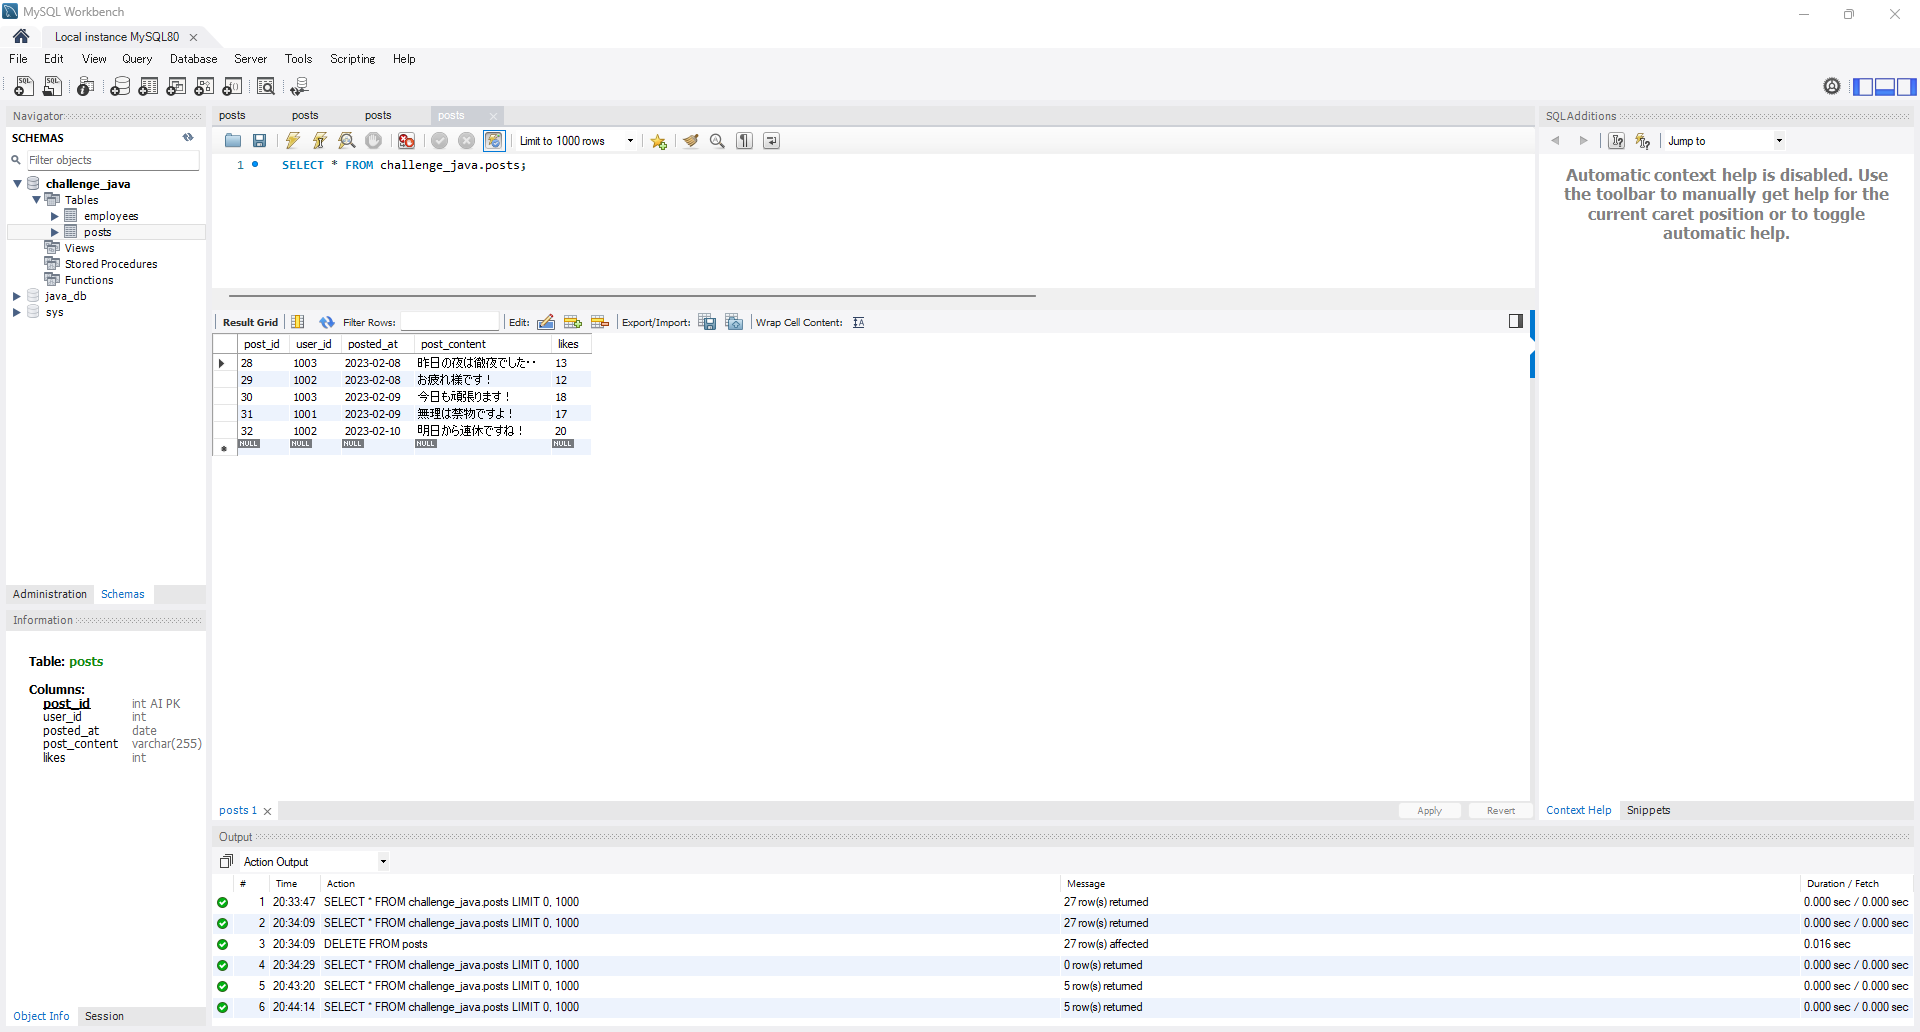 MySQL Workbench
Local instance MySQL80
File Edit View Query Database Server Tools Scripting Help
Navigator
SCHEMAS
Filter objects
challenge_java
Tables
employees
posts
Views
Stored Procedures
Functions
java_db
sys
Administration Schemas
Information
Table: posts
Columns:
post_id int AI PK
user_id int
posted_at date
post_content varchar(255)
likes int
Object Info Session
posts posts posts posts
Limit to 1000 rows
1 SELECT * FROM challenge_java.posts;
Result Grid Filter Rows: Edit: Export/Import: Wrap Cell Content:
post_id user_id posted_at post_content likes
28 1003 2023-02-08 昨日の夜は徹夜でした・・ 13
29 1002 2023-02-08 お疲れ様です！ 12
30 1003 2023-02-09 今日も頑張ります！ 18
31 1001 2023-02-09 無理は禁物ですよ！ 17
32 1002 2023-02-10 明日から連休ですね！ 20
NULL NULL NULL NULL NULL
posts 1 Apply Revert
SQLAdditions
Jump to
Automatic context help is disabled. Use
the toolbar to manually get help for the
current caret position or to toggle
automatic help.
Context Help Snippets
Output
Action Output
# Time Action Message Duration / Fetch
1 20:33:47 SELECT * FROM challenge_java.posts LIMIT 0, 1000 27 row(s) returned 0.000 sec / 0.000 sec
2 20:34:09 SELECT * FROM challenge_java.posts LIMIT 0, 1000 27 row(s) returned 0.000 sec / 0.000 sec
3 20:34:09 DELETE FROM posts 27 row(s) affected 0.016 sec
4 20:34:29 SELECT * FROM challenge_java.posts LIMIT 0, 1000 0 row(s) returned 0.000 sec / 0.000 sec
5 20:43:20 SELECT * FROM challenge_java.posts LIMIT 0, 1000 5 row(s) returned 0.000 sec / 0.000 sec
6 20:44:14 SELECT * FROM challenge_java.posts LIMIT 0, 1000 5 row(s) returned 0.000 sec / 0.000 sec